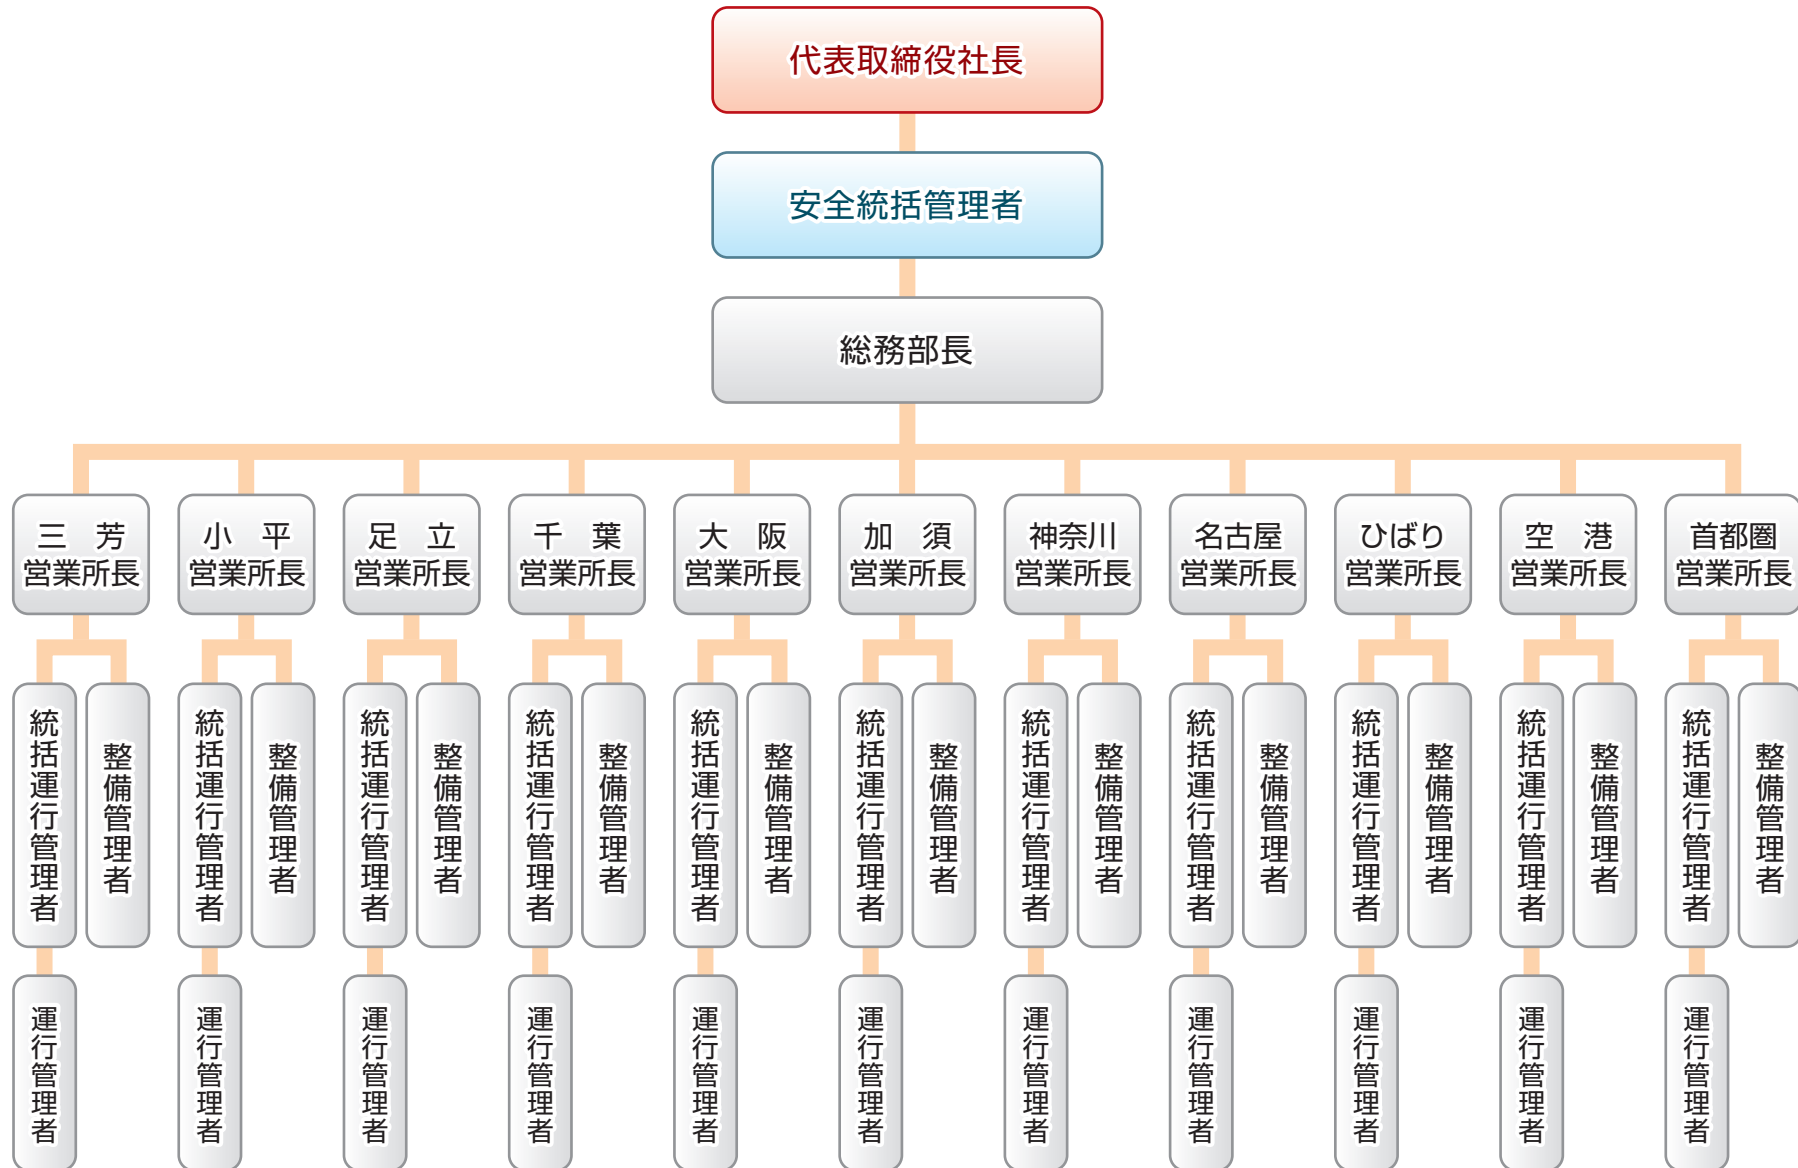 代表取締役社長
安全統括管理者
総務部長
三　芳
営業所長
小　平
営業所長
足　立
営業所長
千　葉
営業所長
大　阪
営業所長
加　須
営業所長
神奈川
営業所長
名古屋
営業所長
ひばり
営業所長
空　港
営業所長
首都圏
営業所長
統括運行管理者
整備管理者
統括運行管理者
整備管理者
統括運行管理者
整備管理者
統括運行管理者
整備管理者
統括運行管理者
整備管理者
統括運行管理者
整備管理者
統括運行管理者
整備管理者
統括運行管理者
整備管理者
統括運行管理者
整備管理者
統括運行管理者
整備管理者
統括運行管理者
整備管理者
運行管理者
運行管理者
運行管理者
運行管理者
運行管理者
運行管理者
運行管理者
運行管理者
運行管理者
運行管理者
運行管理者